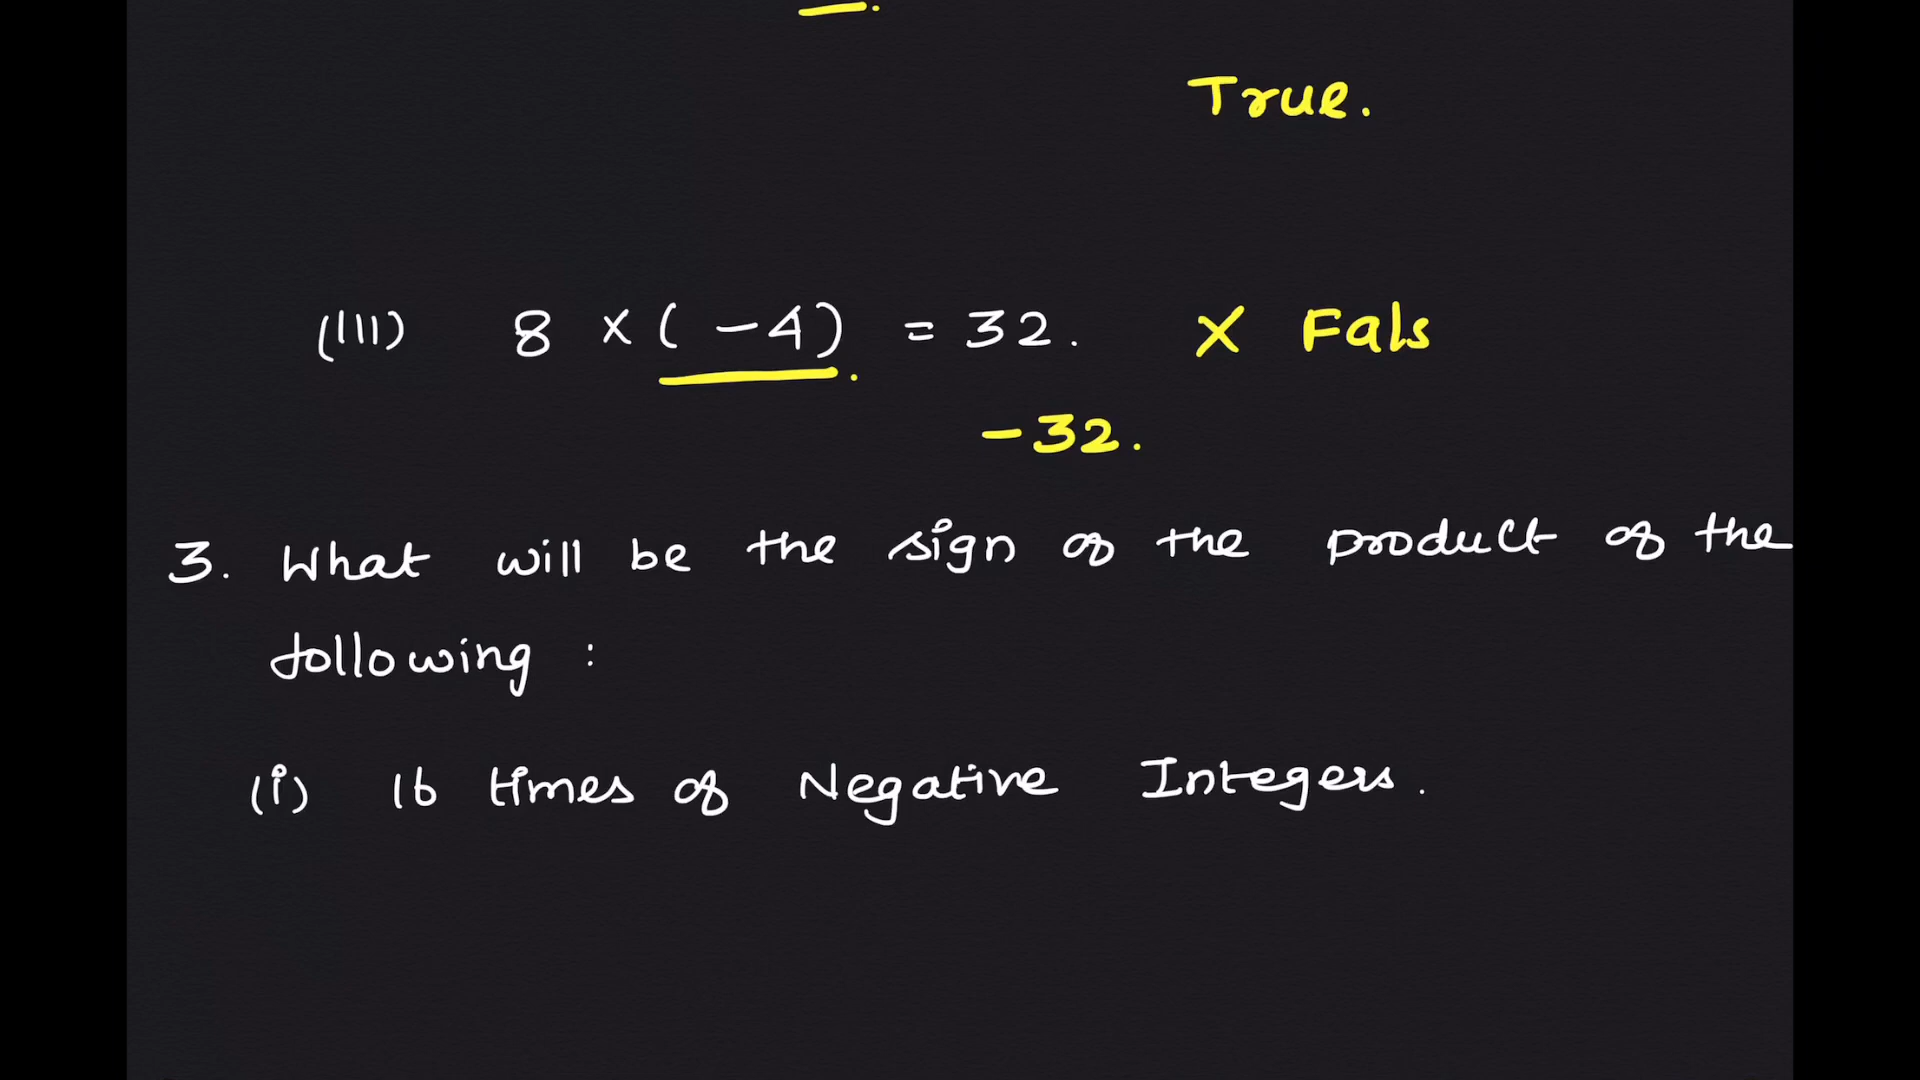 True.
(III) 8 × ( -4) = 32. X Fals
-32.
3. What will be the sign of the product of the
following :
(i) 16 times of Negative Integers.